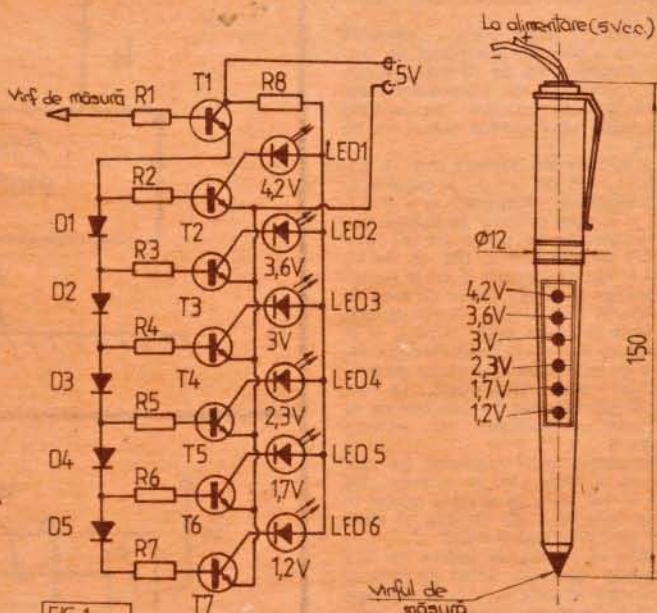 La alimentare (5Vc.c.)
+
-
5V
T1
R8
Vîrf de măsură
R1
LED1
R2
4,2V
D1
T2
LED2
R3
3,6V
D2
T3
LED3
R4
3V
D3
T4
LED4
R5
2,3V
D4
T5
LED5
R6
1,7V
D5
T6
LED6
R7
1,2V
T7
Ø12
4,2V
3,6V
3V
2,3V
1,7V
1,2V
150
Vîrful de
măsură